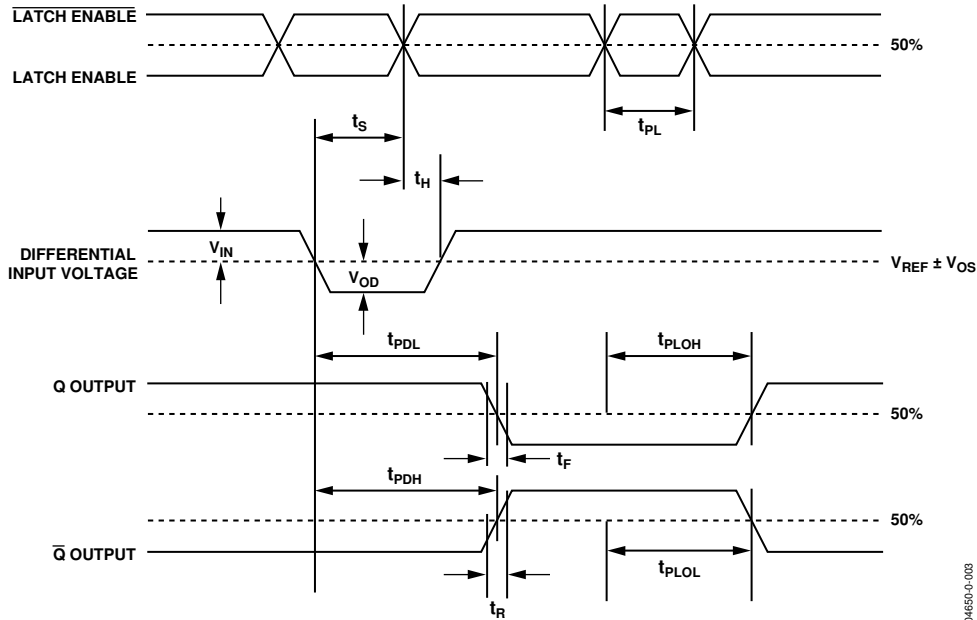 LATCH ENABLE
50%
LATCH ENABLE
tS
tPL
tH
VIN
DIFFERENTIAL
INPUT VOLTAGE
VOD
VREF ± VOS
tPDL
tPLOH
Q OUTPUT
50%
tF
tPDH
50%
Q OUTPUT
tPLOL
tR
04650-0-003